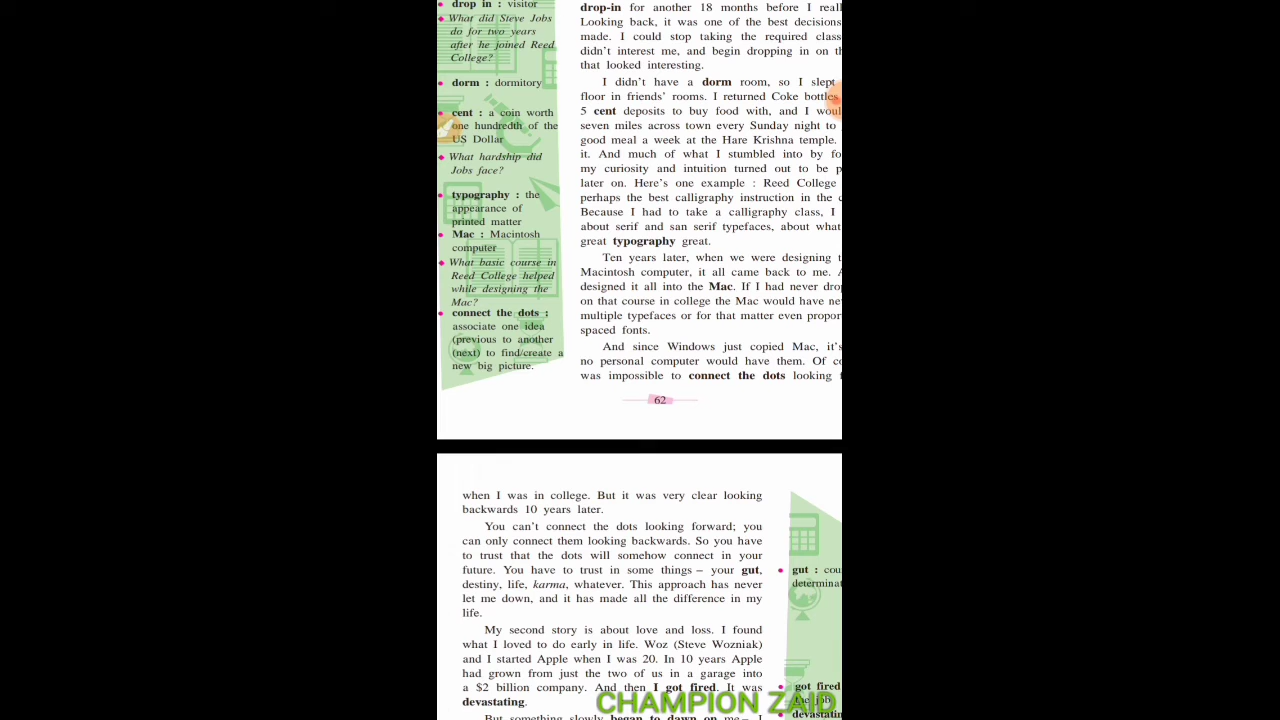 drop in : visitor
What did Steve Jobs
do for two years
after he joined Reed
College?
dorm : dormitory
cent : a coin worth
one hundredth of the
US Dollar
What hardship did
Jobs face?
typography : the
appearance of
printed matter
Mac : Macintosh
computer
What basic course in
Reed College helped
while designing the
Mac?
connect the dots :
associate one idea
(previous to another
(next) to find/create a
new big picture.
drop-in for another 18 months before I
Looking back, it was one of the best decisions
made. I could stop taking the required
didn't interest me, and begin dropping in on
that looked interesting.
I didn't have a dorm room, so I slept
floor in friends' rooms. I returned Coke bottles
5 cent deposits to buy food with, and I
seven miles across town every Sunday night to
good meal a week at the Hare Krishna temple.
it. And much of what I stumbled into by
my curiosity and intuition turned out to be
later on. Here's one example : Reed College
perhaps the best calligraphy instruction in the
Because I had to take a calligraphy class, I
about serif and san serif typefaces, about what
great typography great.
Ten years later, when we were designing
Macintosh computer, it all came back to me.
designed it all into the Mac. If I had never
on that course in college the Mac would have
multiple typefaces or for that matter even
spaced fonts.
And since Windows just copied Mac, it's
no personal computer would have them. Of
was impossible to connect the dots looking
62
when I was in college. But it was very clear looking
backwards 10 years later.
You can't connect the dots looking forward; you
can only connect them looking backwards. So you have
to trust that the dots will somehow connect in your
future. You have to trust in some things – your gut,
destiny, life, karma, whatever. This approach has never
let me down, and it has made all the difference in my
life.
My second story is about love and loss. I found
what I loved to do early in life. Woz (Steve Wozniak)
and I started Apple when I was 20. In 10 years Apple
had grown from just the two of us in a garage into
a $2 billion company. And then I got fired. It was
devastating.
But something slowly began to dawn on me – I
gut :
got fired
the job
CHAMPION ZAID